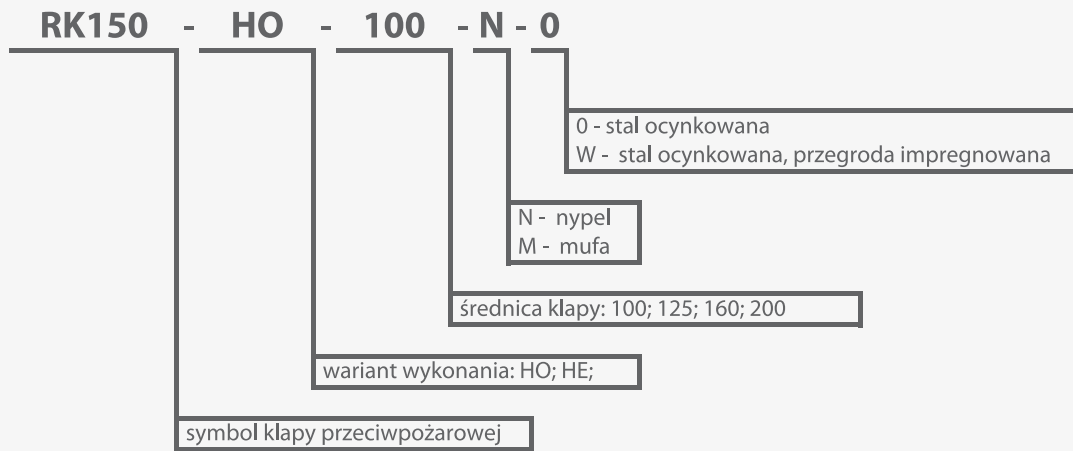 RK150 - HO - 100 - N - 0
0 - stal ocynkowana
W - stal ocynkowana, przegroda impregnowana
N - nypel
M - mufa
średnica klapy: 100; 125; 160; 200
wariant wykonania: HO; HE;
symbol klapy przeciwpożarowej